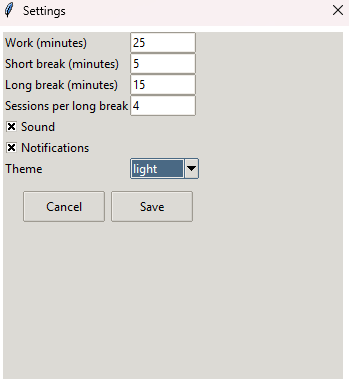 Settings
Work (minutes) 25
Short break (minutes) 5
Long break (minutes) 15
Sessions per long break 4
Sound
Notifications
Theme light
Cancel Save